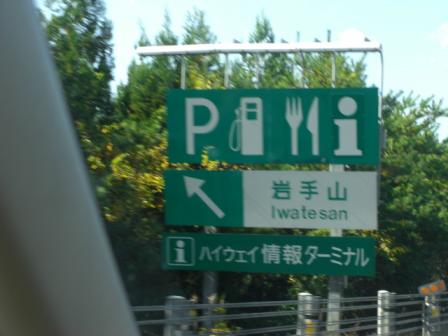 P
岩手山
Iwatesan
i ハイウェイ情報ターミナル